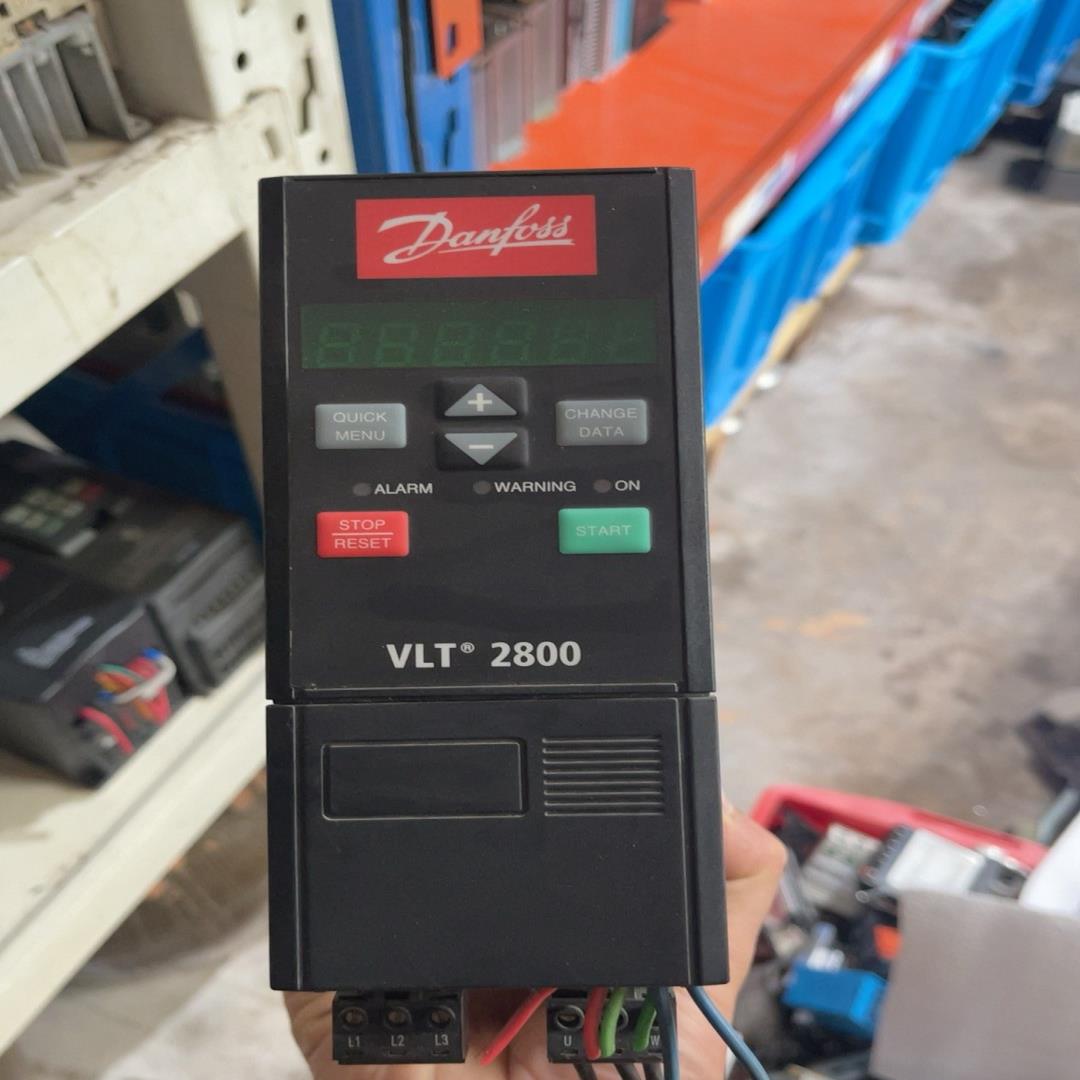 Danfoss
QUICK
MENU
+
−
CHANGE
DATA
ALARM WARNING ON
STOP
RESET
START
VLT® 2800
L1 L2 L3
U W